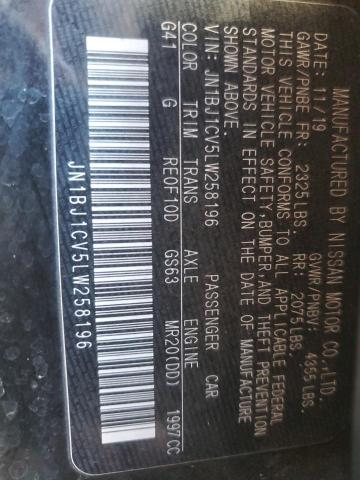 MANUFACTURED BY NISSAN MOTOR CO.,LTD.
DATE: 11/19 GVWR/PNBV: 4355LBS.
GAWR/PNBE FR: 2325LBS. RR: 2075LBS
THIS VEHICLE CONFORMS TO ALL APPLICABLE FEDERAL
MOTOR VEHICLE SAFETY,BUMPER,AND THEFT PREVENTION
STANDARDS IN EFFECT ON THE DATE OF MANUFACTURE
SHOWN ABOVE.
VIN: JN1BJ1CV5LW258196 PASSENGER CAR
COLOR TRIM TRANS AXLE ENGINE
G41 G RE0F10D GS63 MR20(DD) 1997CC
JN1BJ1CV5LW258196